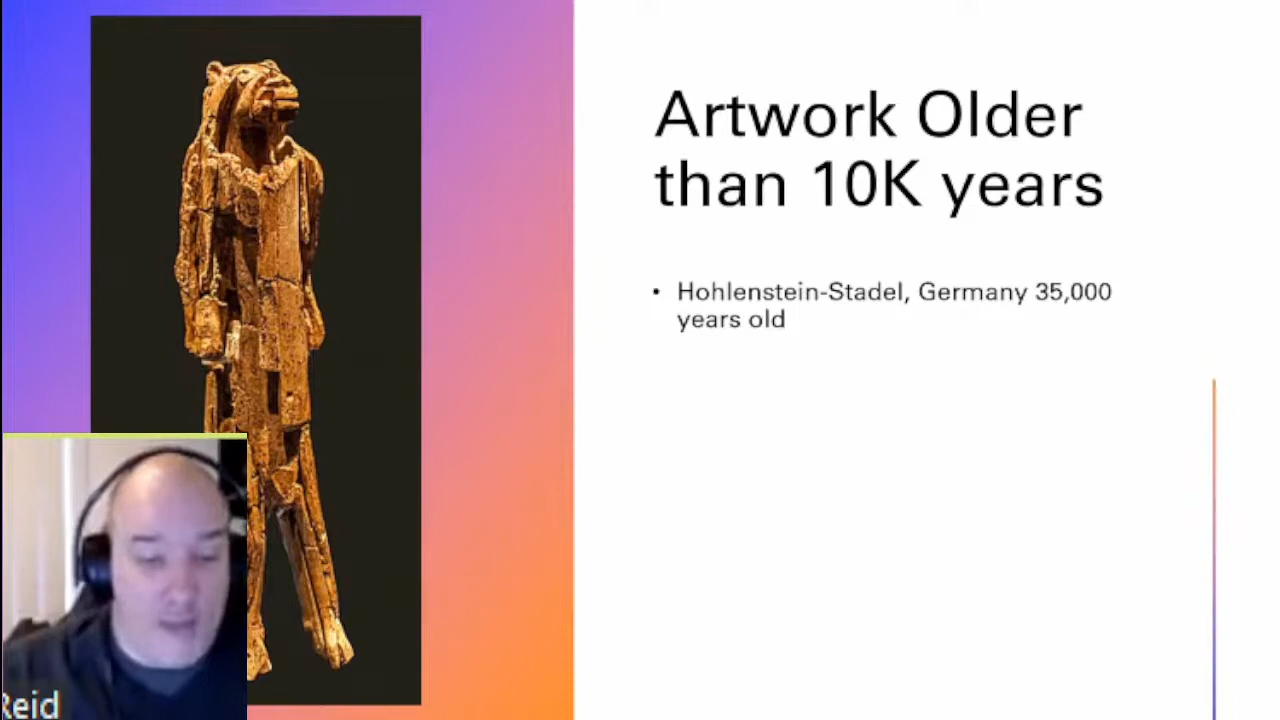 Artwork Older
than 10K years
• Hohlenstein-Stadel, Germany 35,000
years old
Reid